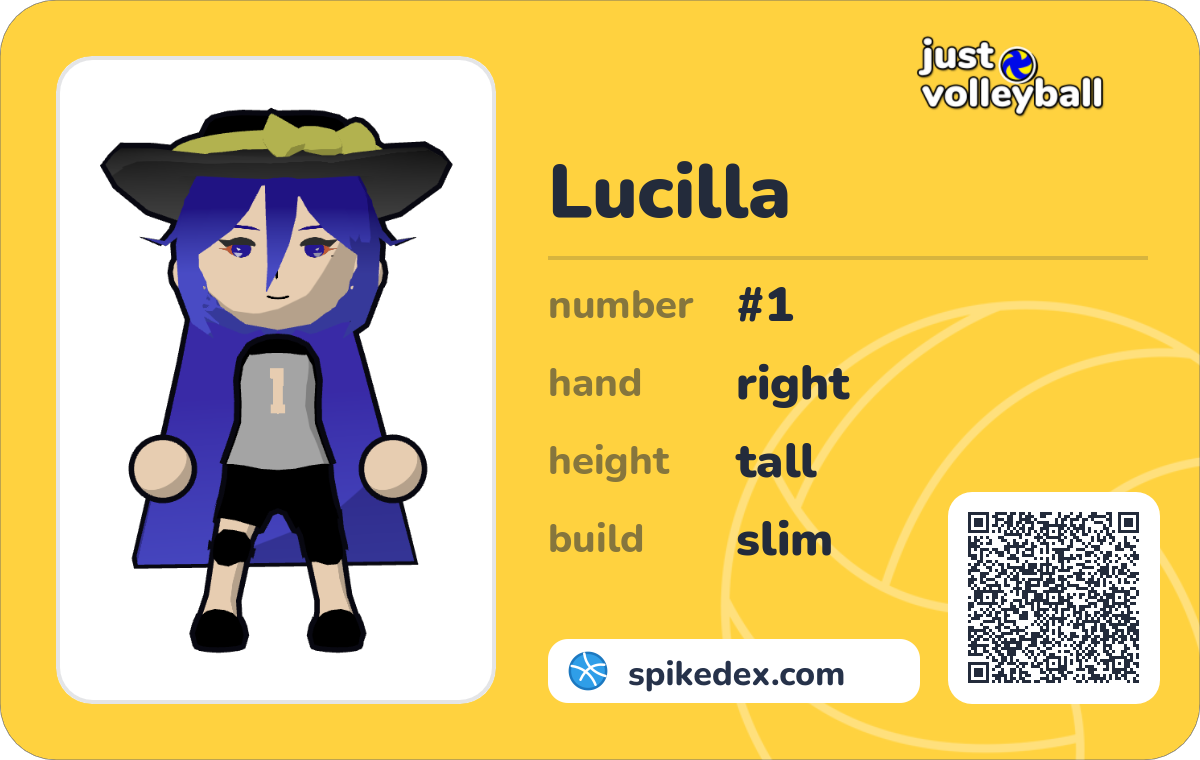 just
volleyball
Lucilla
number #1
hand right
height tall
build slim
1
spikedex.com